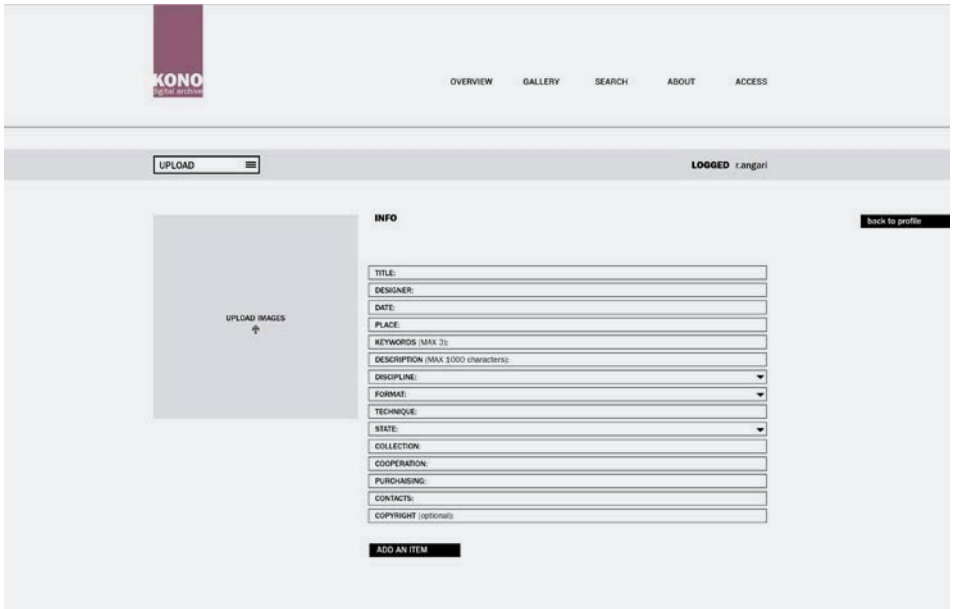 KONO
digital archive
OVERVIEW GALLERY SEARCH ABOUT ACCESS
UPLOAD
LOGGED r.angari
INFO
back to profile
UPLOAD IMAGES
TITLE:
DESIGNER:
DATE:
PLACE:
KEYWORDS (MAX 3):
DESCRIPTION (MAX 1000 characters):
DISCIPLINE:
FORMAT:
TECHNIQUE:
STATE:
COLLECTION:
COOPERATION:
PURCHAISING:
CONTACTS:
COPYRIGHT (optional):
ADD AN ITEM